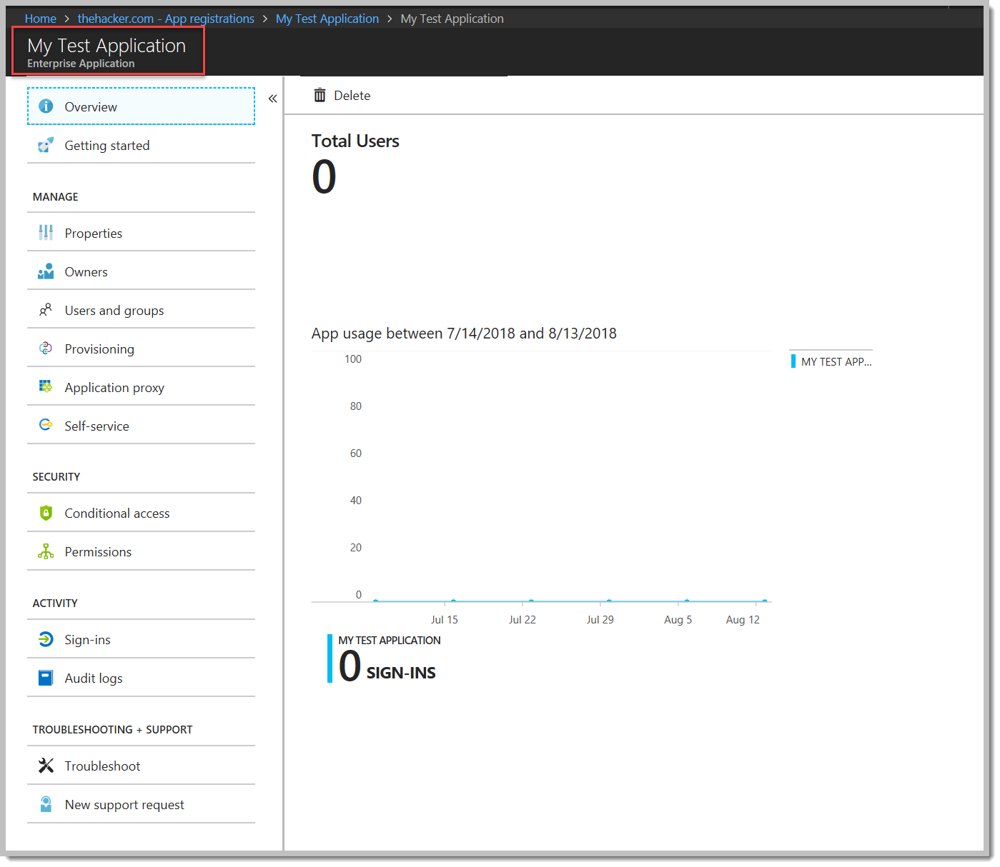 Home > thehacker.com - App registrations > My Test Application > My Test Application
My Test Application
Enterprise Application
«
Delete
Overview
Getting started
MANAGE
Properties
Owners
Users and groups
Provisioning
Application proxy
Self-service
SECURITY
Conditional access
Permissions
ACTIVITY
Sign-ins
Audit logs
TROUBLESHOOTING + SUPPORT
Troubleshoot
New support request
Total Users
0
App usage between 7/14/2018 and 8/13/2018
100
80
60
40
20
0
Jul 15 Jul 22 Jul 29 Aug 5 Aug 12
MY TEST APP...
MY TEST APPLICATION
0 SIGN-INS